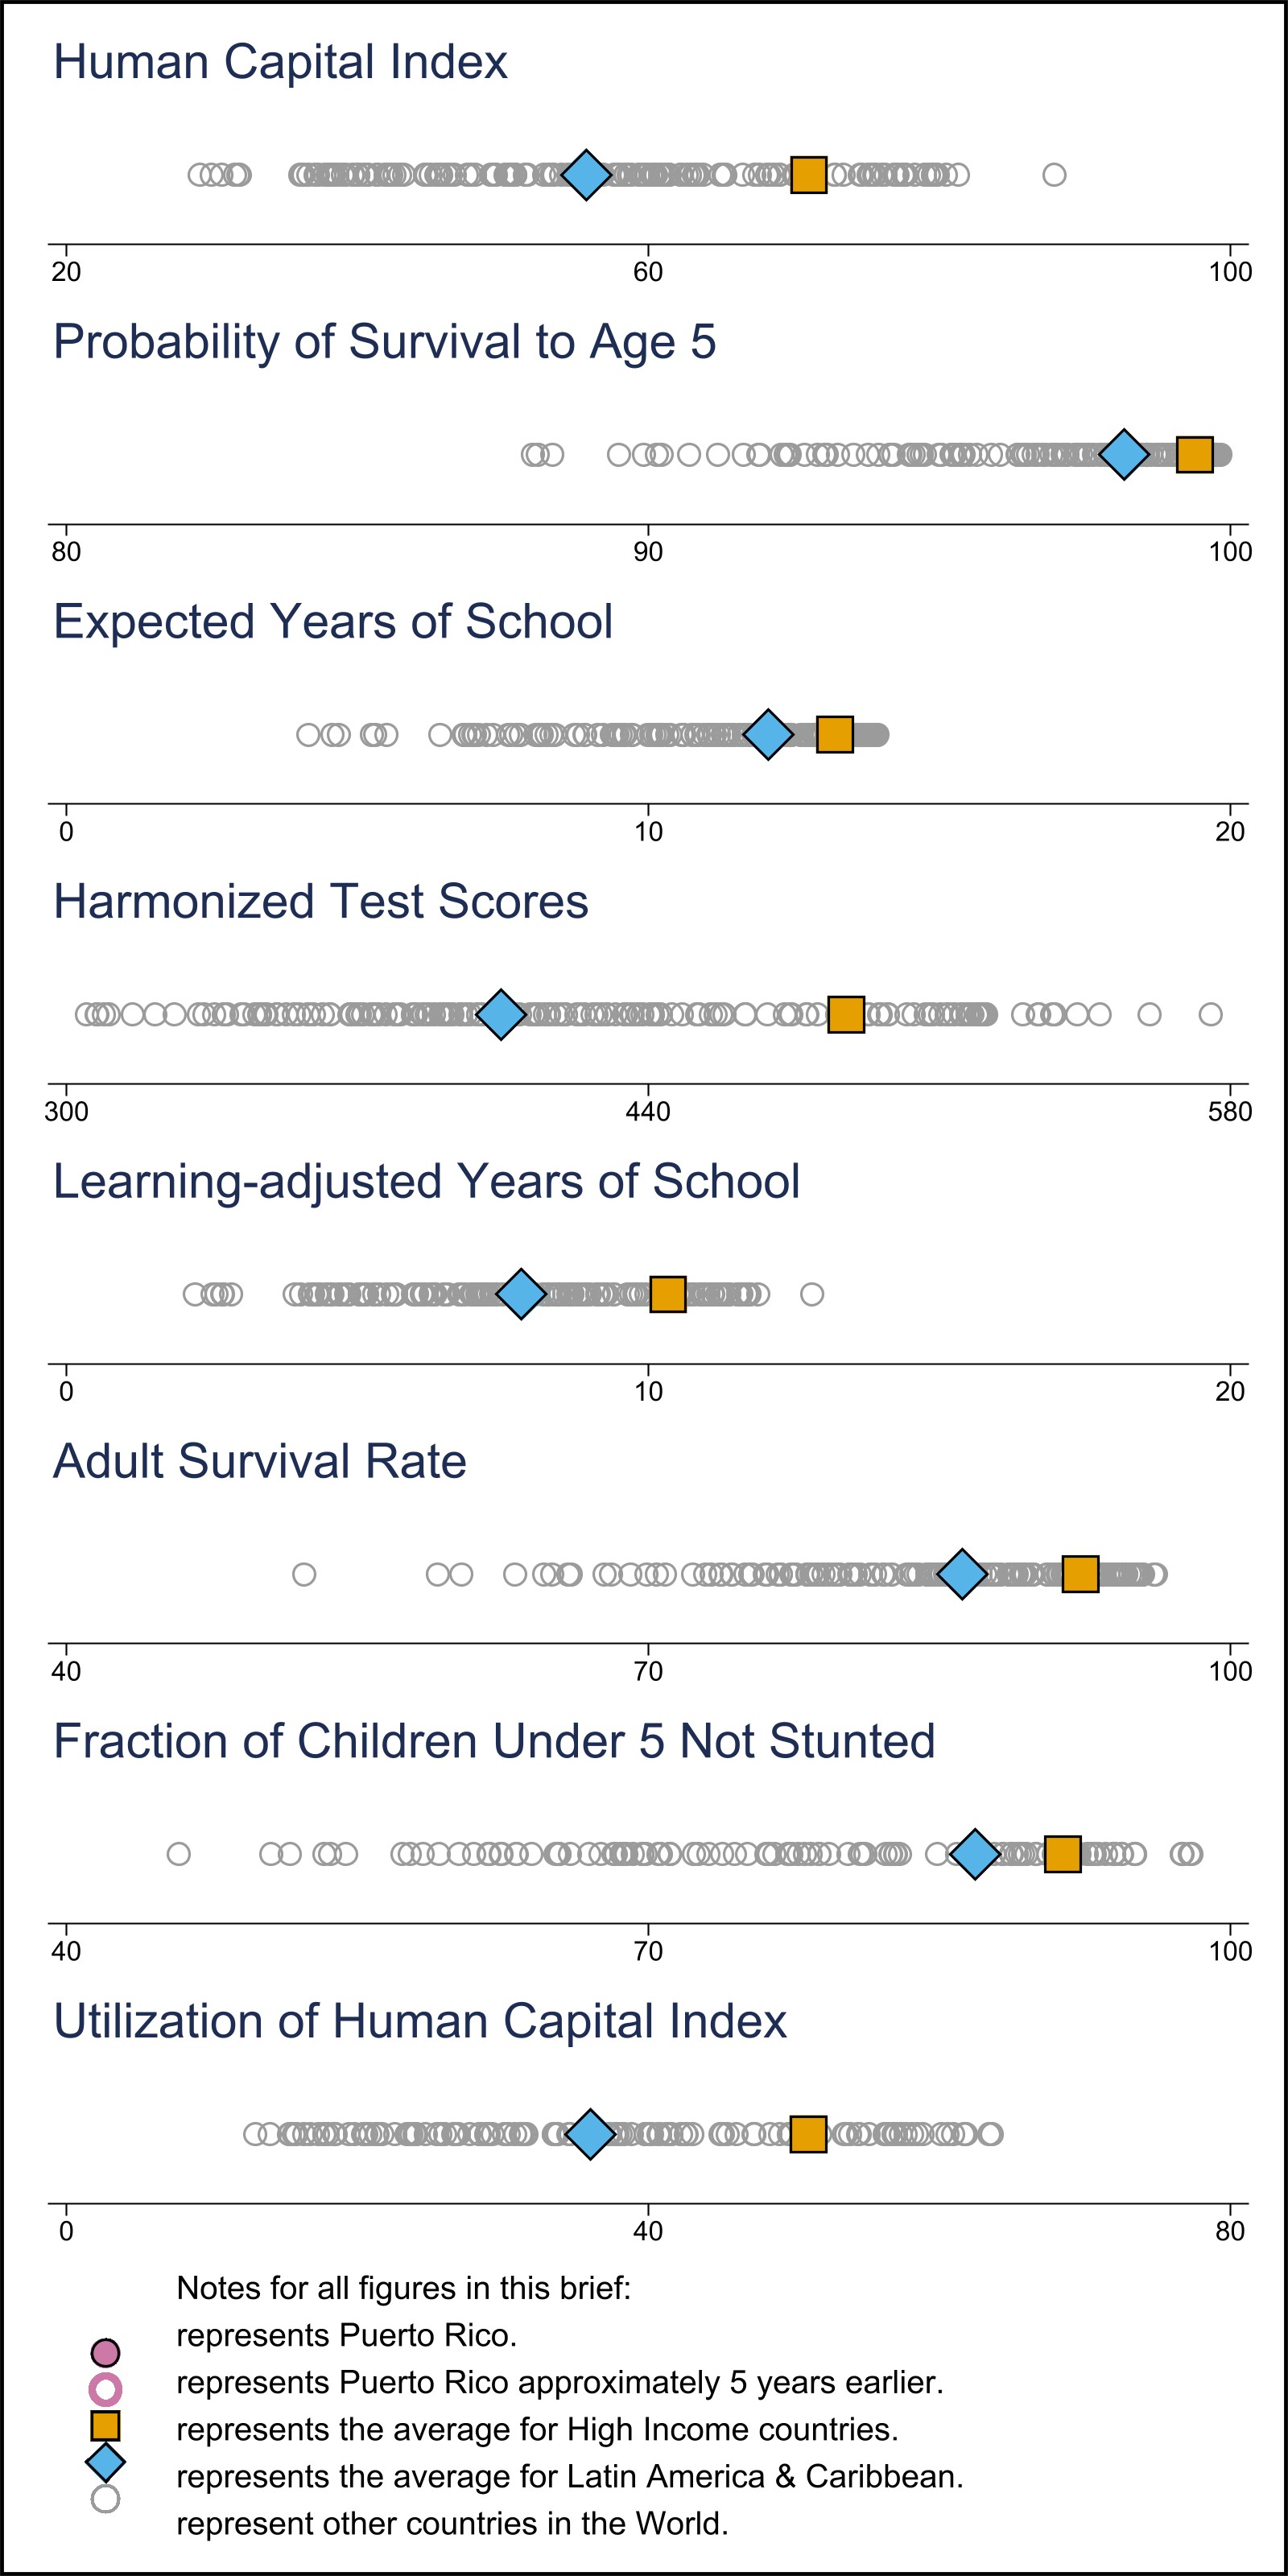 Human Capital Index
20 60 100
Probability of Survival to Age 5
80 90 100
Expected Years of School
0 10 20
Harmonized Test Scores
300 440 580
Learning-adjusted Years of School
0 10 20
Adult Survival Rate
40 70 100
Fraction of Children Under 5 Not Stunted
40 70 100
Utilization of Human Capital Index
0 40 80
Notes for all figures in this brief:
represents Puerto Rico.
represents Puerto Rico approximately 5 years earlier.
represents the average for High Income countries.
represents the average for Latin America & Caribbean.
represent other countries in the World.